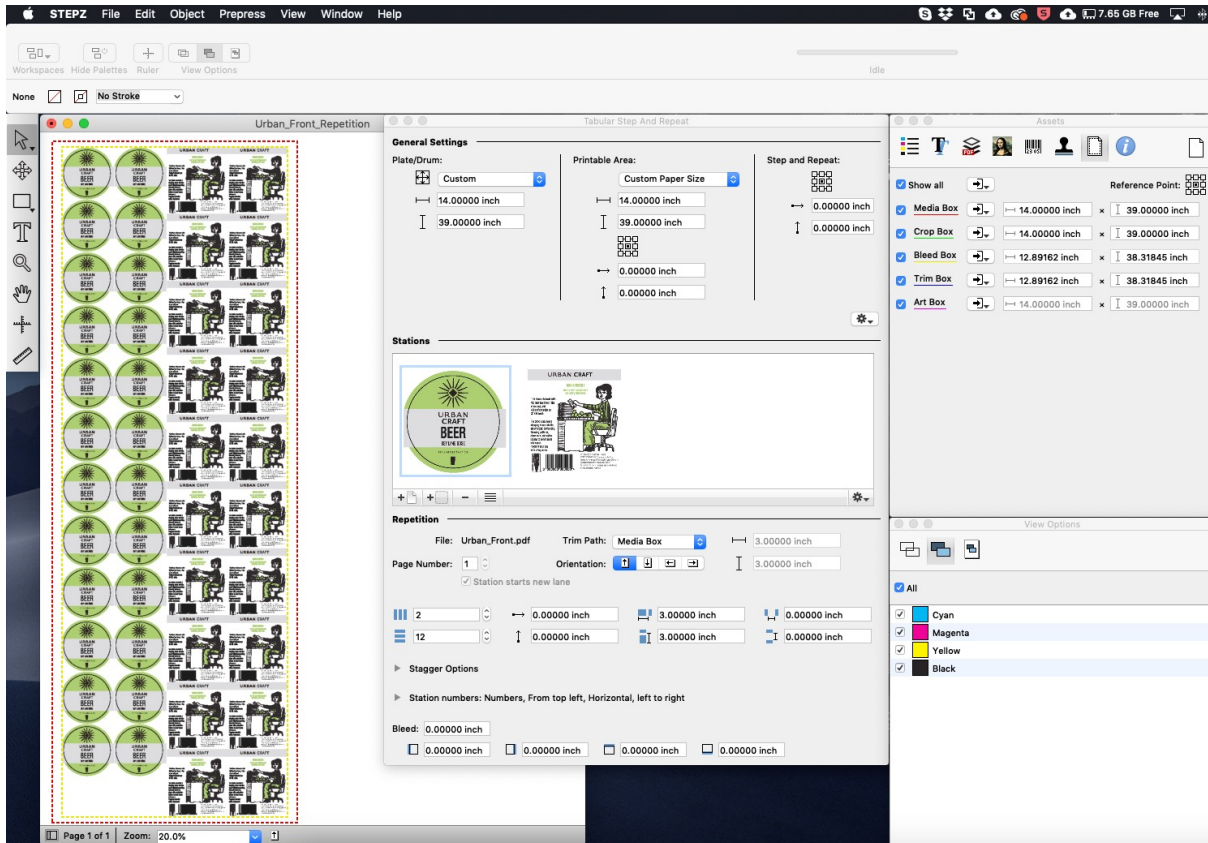 STEPZ File Edit Object Prepress View Window Help 7.65 GB Free
Workspaces Hide Palettes Ruler View Options Idle
None No Stroke
Urban_Front_Repetition
Tabular Step And Repeat
General Settings
Plate/Drum: Printable Area: Step and Repeat:
Custom Custom Paper Size
14.00000 inch 14.00000 inch 0.00000 inch
39.00000 inch 39.00000 inch 0.00000 inch
0.00000 inch
0.00000 inch
Stations
URBAN
CRAFT
BEER
URBAN CRAFT
Repetition
File: Urban_Front.pdf Trim Path: Media Box 3.00000 inch
Page Number: 1 Orientation: 3.00000 inch
Station starts new lane
2 0.00000 inch 3.00000 inch 0.00000 inch
12 0.00000 inch 3.00000 inch 0.00000 inch
Stagger Options
Station numbers: Numbers, From top left, Horizontal, left to right
Bleed: 0.00000 inch
0.00000 inch 0.00000 inch 0.00000 inch 0.00000 inch
Assets
Show all Reference Point:
Media Box 14.00000 inch × 39.00000 inch
Crop Box 14.00000 inch × 39.00000 inch
Bleed Box 12.89162 inch × 38.31845 inch
Trim Box 12.89162 inch × 38.31845 inch
Art Box 14.00000 inch × 39.00000 inch
View Options
All
Cyan
Magenta
Yellow
Black
Page 1 of 1 Zoom: 20.0%